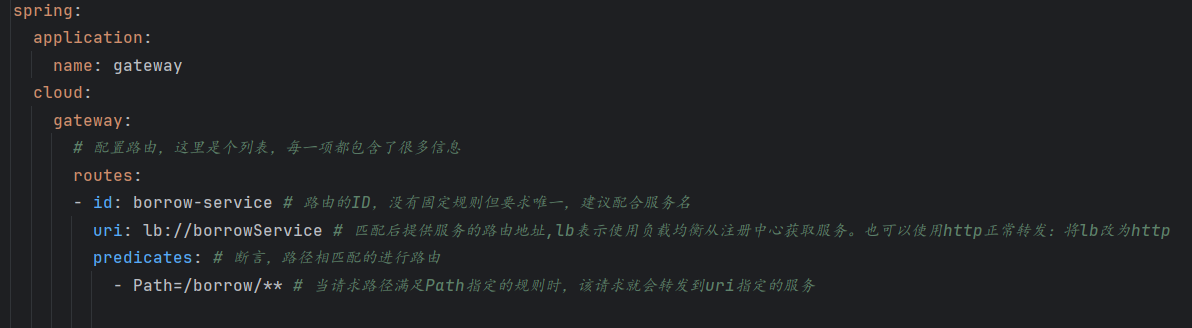 spring:
  application:
    name: gateway
  cloud:
    gateway:
      # 配置路由，这里是个列表，每一项都包含了很多信息
      routes:
      - id: borrow-service # 路由的ID，没有固定规则但要求唯一，建议配合服务名
        uri: lb://borrowService # 匹配后提供服务的路由地址,lb表示使用负载均衡从注册中心获取服务。也可以使用http正常转发：将lb改为http
        predicates: # 断言，路径相匹配的进行路由
          - Path=/borrow/** # 当请求路径满足Path指定的规则时，该请求就会转发到uri指定的服务